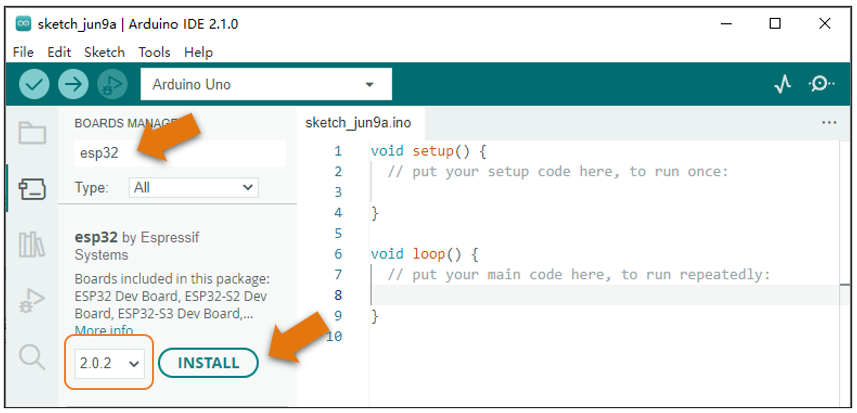 sketch_jun9a | Arduino IDE 2.1.0
File Edit Sketch Tools Help
Arduino Uno
BOARDS MANAGE
esp32
Type: All
esp32 by Espressif
Systems
Boards included in this package:
ESP32 Dev Board, ESP32-S2 Dev
Board, ESP32-S3 Dev Board,...
More info
2.0.2 INSTALL
sketch_jun9a.ino
1 void setup() {
2 // put your setup code here, to run once:
3
4 }
5
6 void loop() {
7 // put your main code here, to run repeatedly:
8
9 }
10